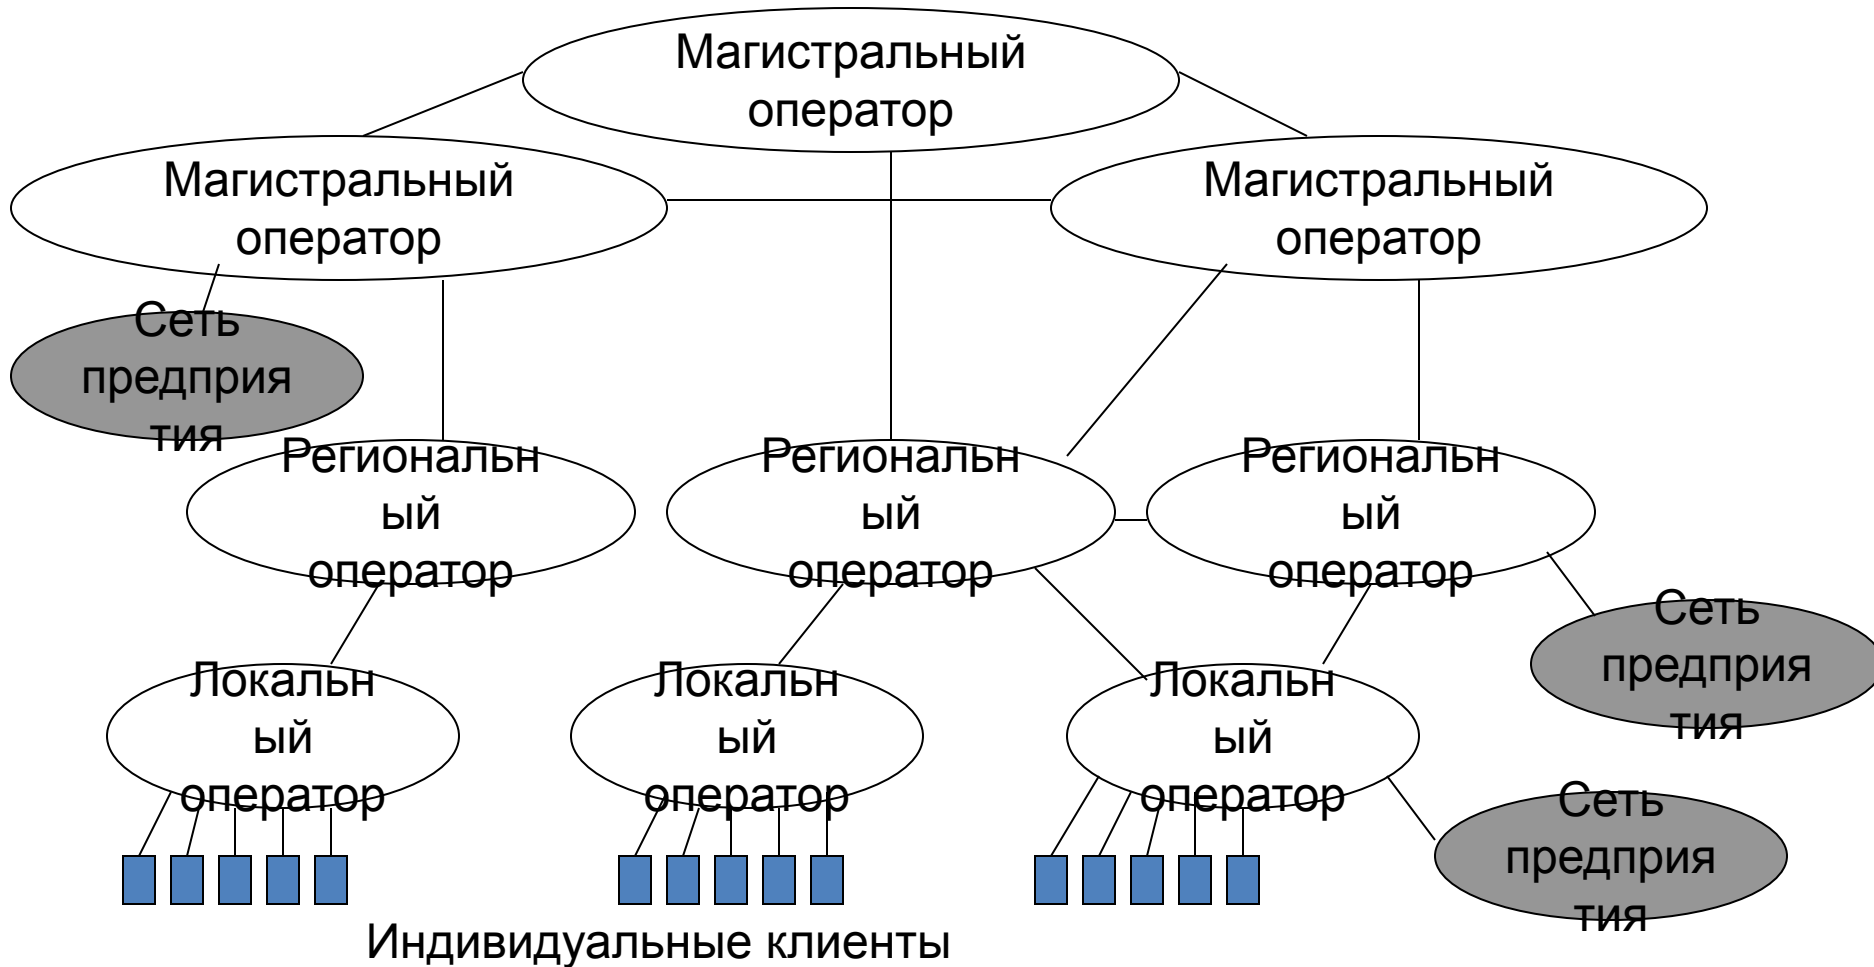 Магистральный
оператор
Магистральный
оператор
Магистральный
оператор
Сеть
предприя
тия
Региональн
ый
оператор
Региональн
ый
оператор
Региональн
ый
оператор
Сеть
предприя
тия
Локальн
ый
оператор
Локальн
ый
оператор
Локальн
ый
оператор
Сеть
предприя
тия
Индивидуальные клиенты